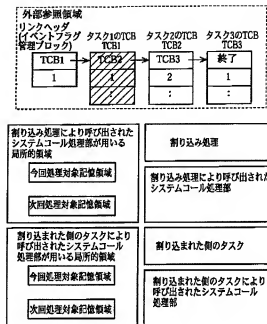 外部参照領域
リンクヘッダ
(イベントフラグ
管理ブロック)
タスク1のTCB
TCB1
タスク2のTCB
TCB2
タスク3のTCB
TCB3
TCB1
TCB2
TCB3
終了
1
1
2
1
:
:
:
割り込み処理により呼び出された
システムコール処理部が用いる
局所的領域
今回処理対象記憶領域
次回処理対象記憶領域
割り込み処理
割り込み処理により呼び出された
システムコール処理部
割り込まれた側のタスクにより
呼び出されたシステムコール
処理部が用いる局所的領域
今回処理対象記憶領域
次回処理対象記憶領域
割り込まれた側のタスク
割り込まれた側のタスクにより
呼び出されたシステムコール
処理部